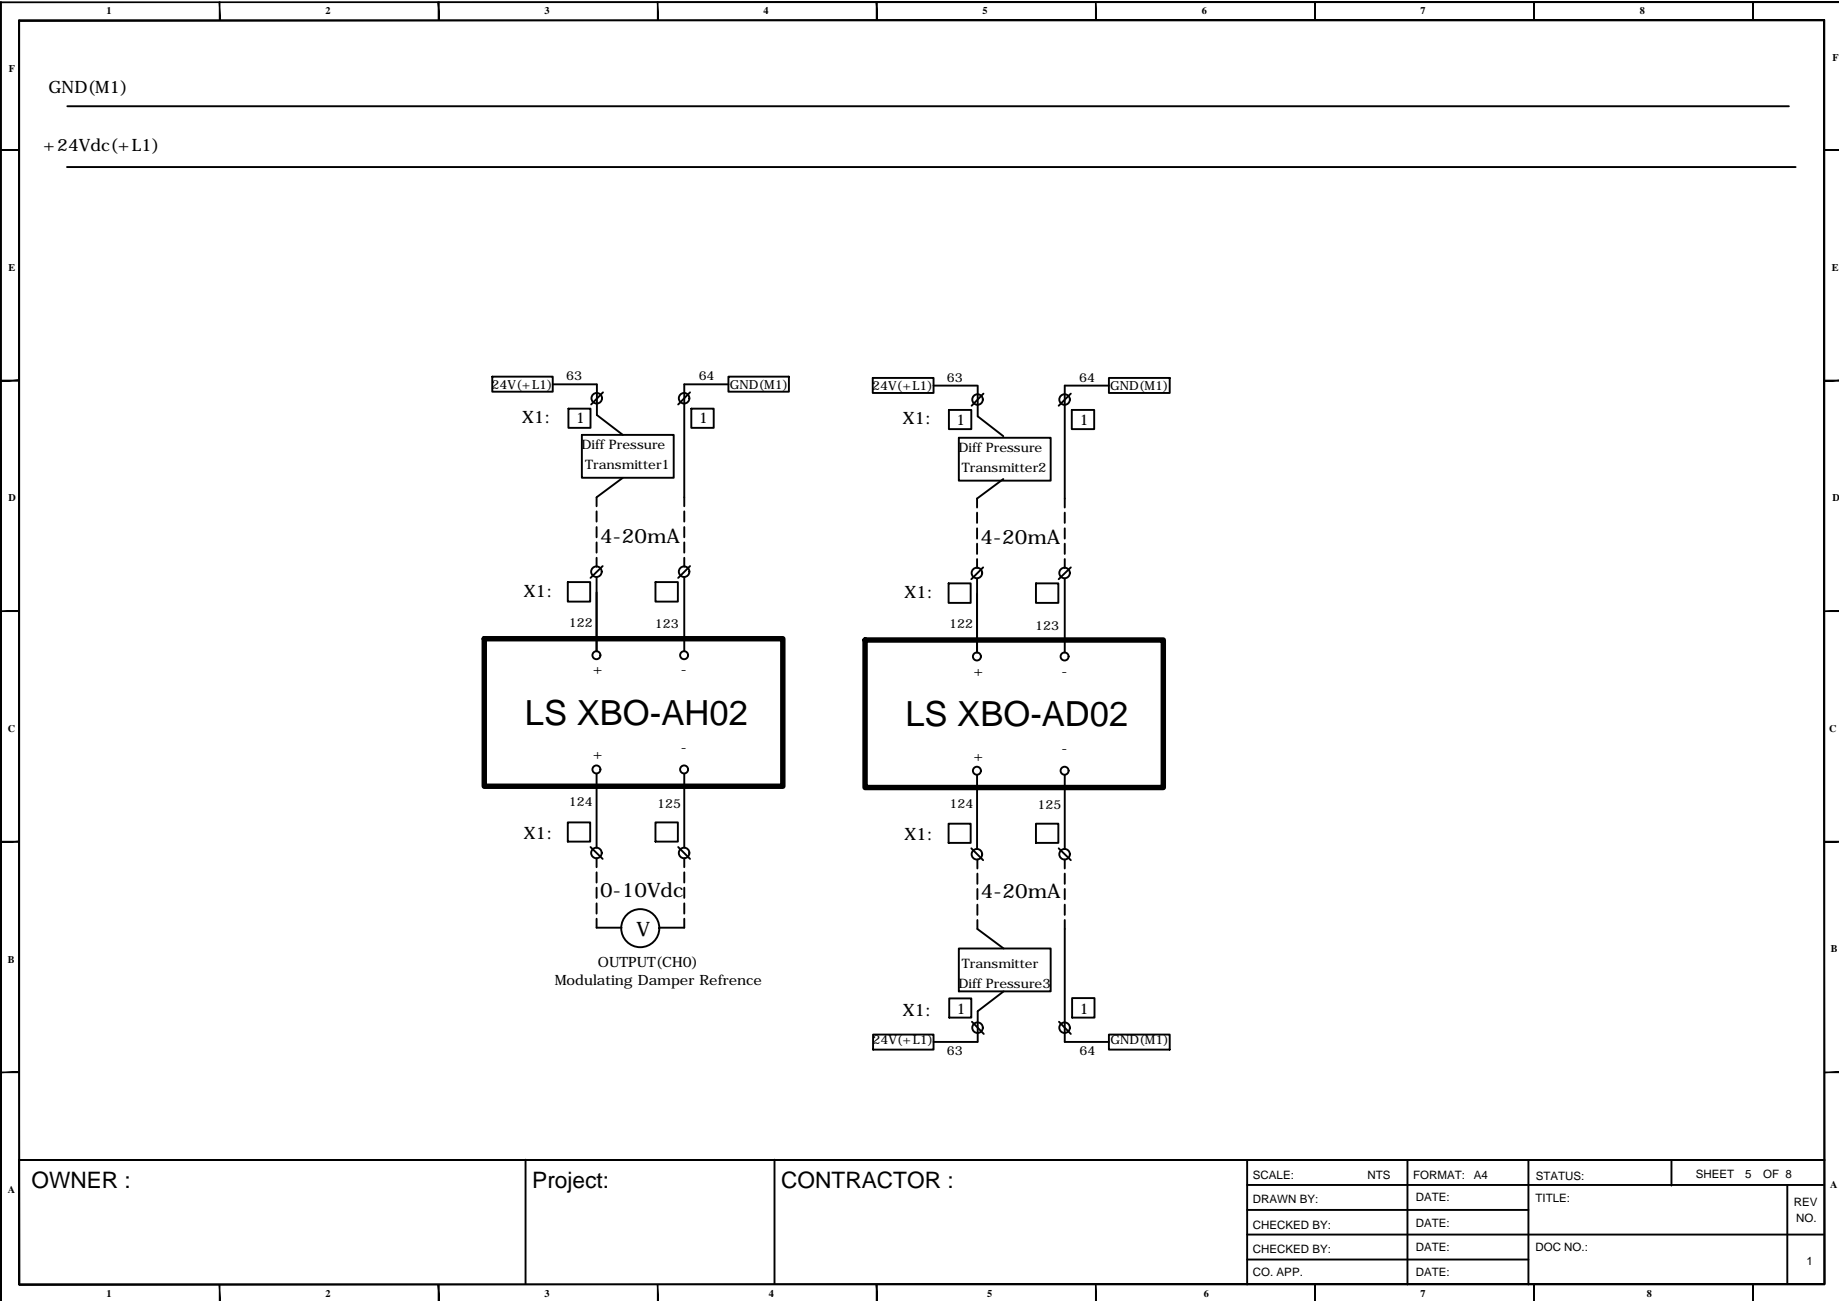 1 2 3 4 5 6 7 8
F F
GND(M1)
+24Vdc(+L1)
E E
24V(+L1) 63 64 GND(M1)
X1: 1 1
Diff Pressure
Transmitter1
4-20mA
X1:
122 123
+ -
LS XBO-AH02
+ -
124 125
X1:
0-10Vdc
V
OUTPUT(CH0)
Modulating Damper Refrence
24V(+L1) 63 64 GND(M1)
X1: 1 1
Diff Pressure
Transmitter2
4-20mA
X1:
122 123
+ -
LS XBO-AD02
+ -
124 125
X1:
4-20mA
Transmitter
Diff Pressure3
X1: 1 1
24V(+L1) 63 64 GND(M1)
D D
C C
B B
A A
OWNER :
Project:
CONTRACTOR :
SCALE: NTS FORMAT: A4 STATUS: SHEET 5 OF 8
DRAWN BY: DATE: TITLE: REV
NO.
CHECKED BY: DATE:
CHECKED BY: DATE: DOC NO.: 1
CO. APP. DATE:
1 2 3 4 5 6 7 8